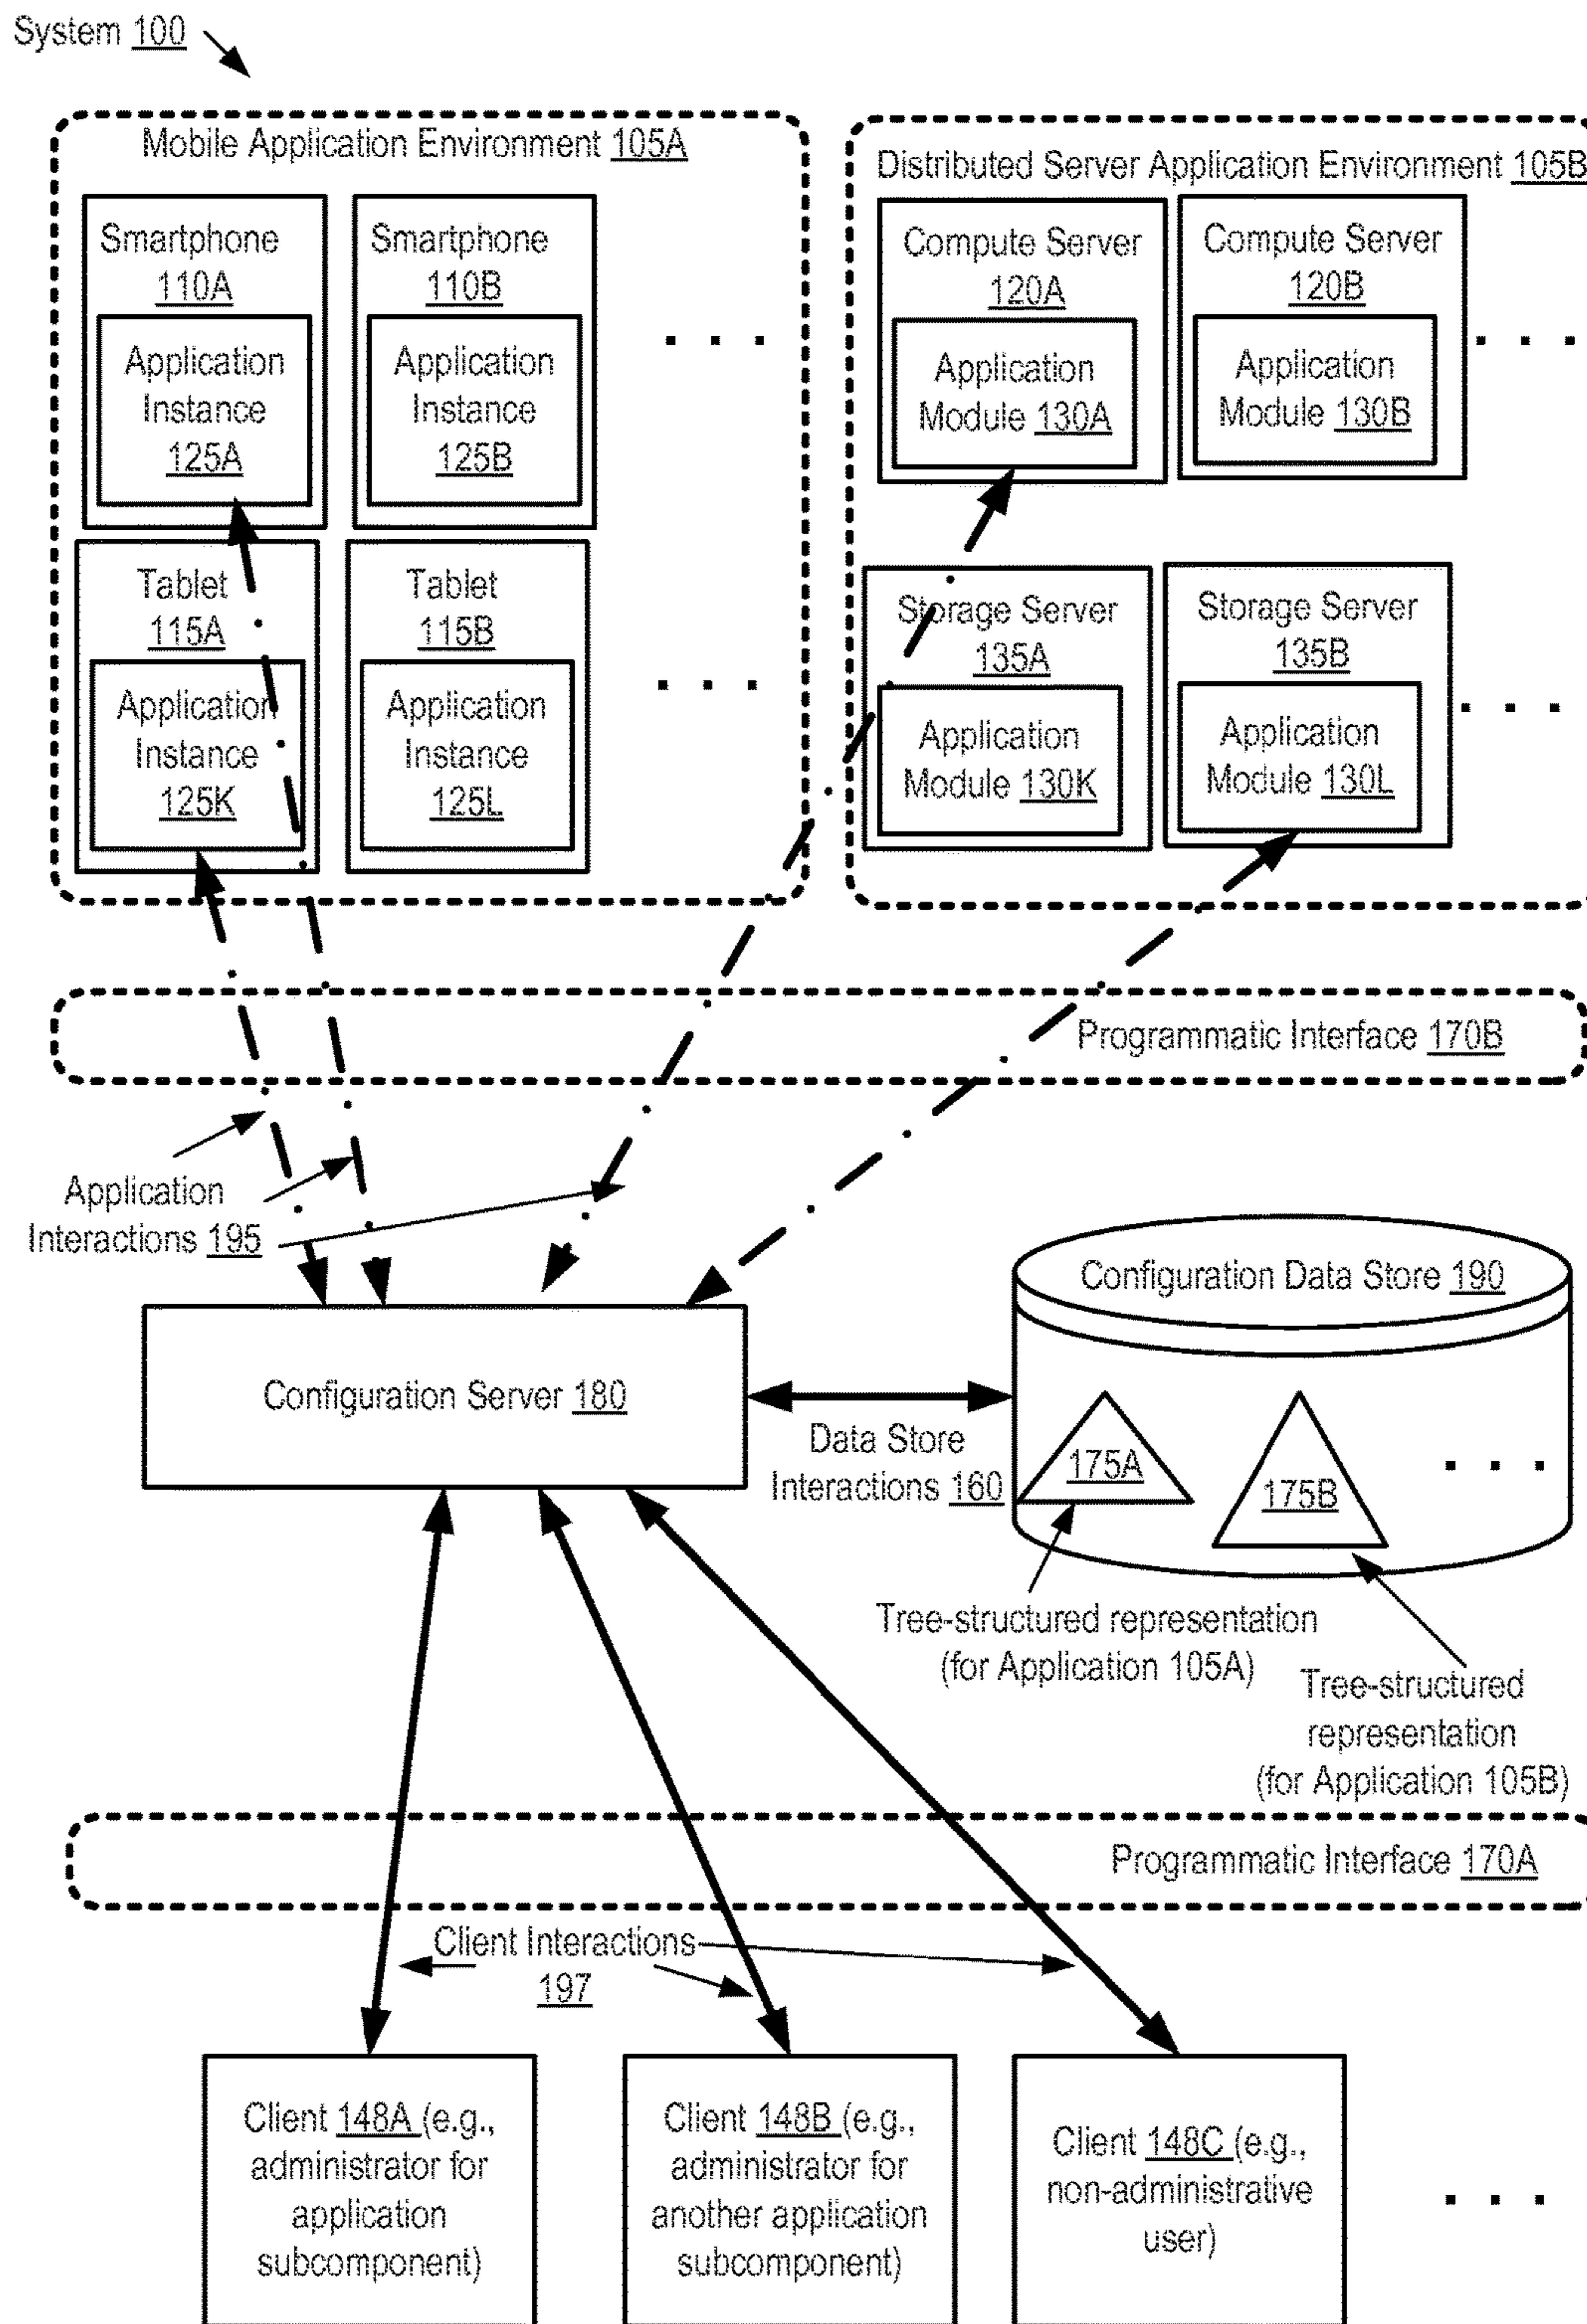 System 100
Mobile Application Environment 105A
Distributed Server Application Environment 105B
Smartphone
110A
Application
Instance
125A
Smartphone
110B
Application
Instance
125B
. . .
Compute Server
120A
Application
Module 130A
Compute Server
120B
Application
Module 130B
. . .
Tablet
115A
Application
Instance
125K
Tablet
115B
Application
Instance
125L
. . .
Storage Server
135A
Application
Module 130K
Storage Server
135B
Application
Module 130L
. . .
Programmatic Interface 170B
Application
Interactions 195
Configuration Server 180
Data Store
Interactions 160
Configuration Data Store 190
175A
175B
. . .
Tree-structured representation
(for Application 105A)
Tree-structured
representation
(for Application 105B)
Programmatic Interface 170A
Client Interactions
197
Client 148A (e.g.,
administrator for
application
subcomponent)
Client 148B (e.g.,
administrator for
another application
subcomponent)
Client 148C (e.g.,
non-administrative
user)
. . .